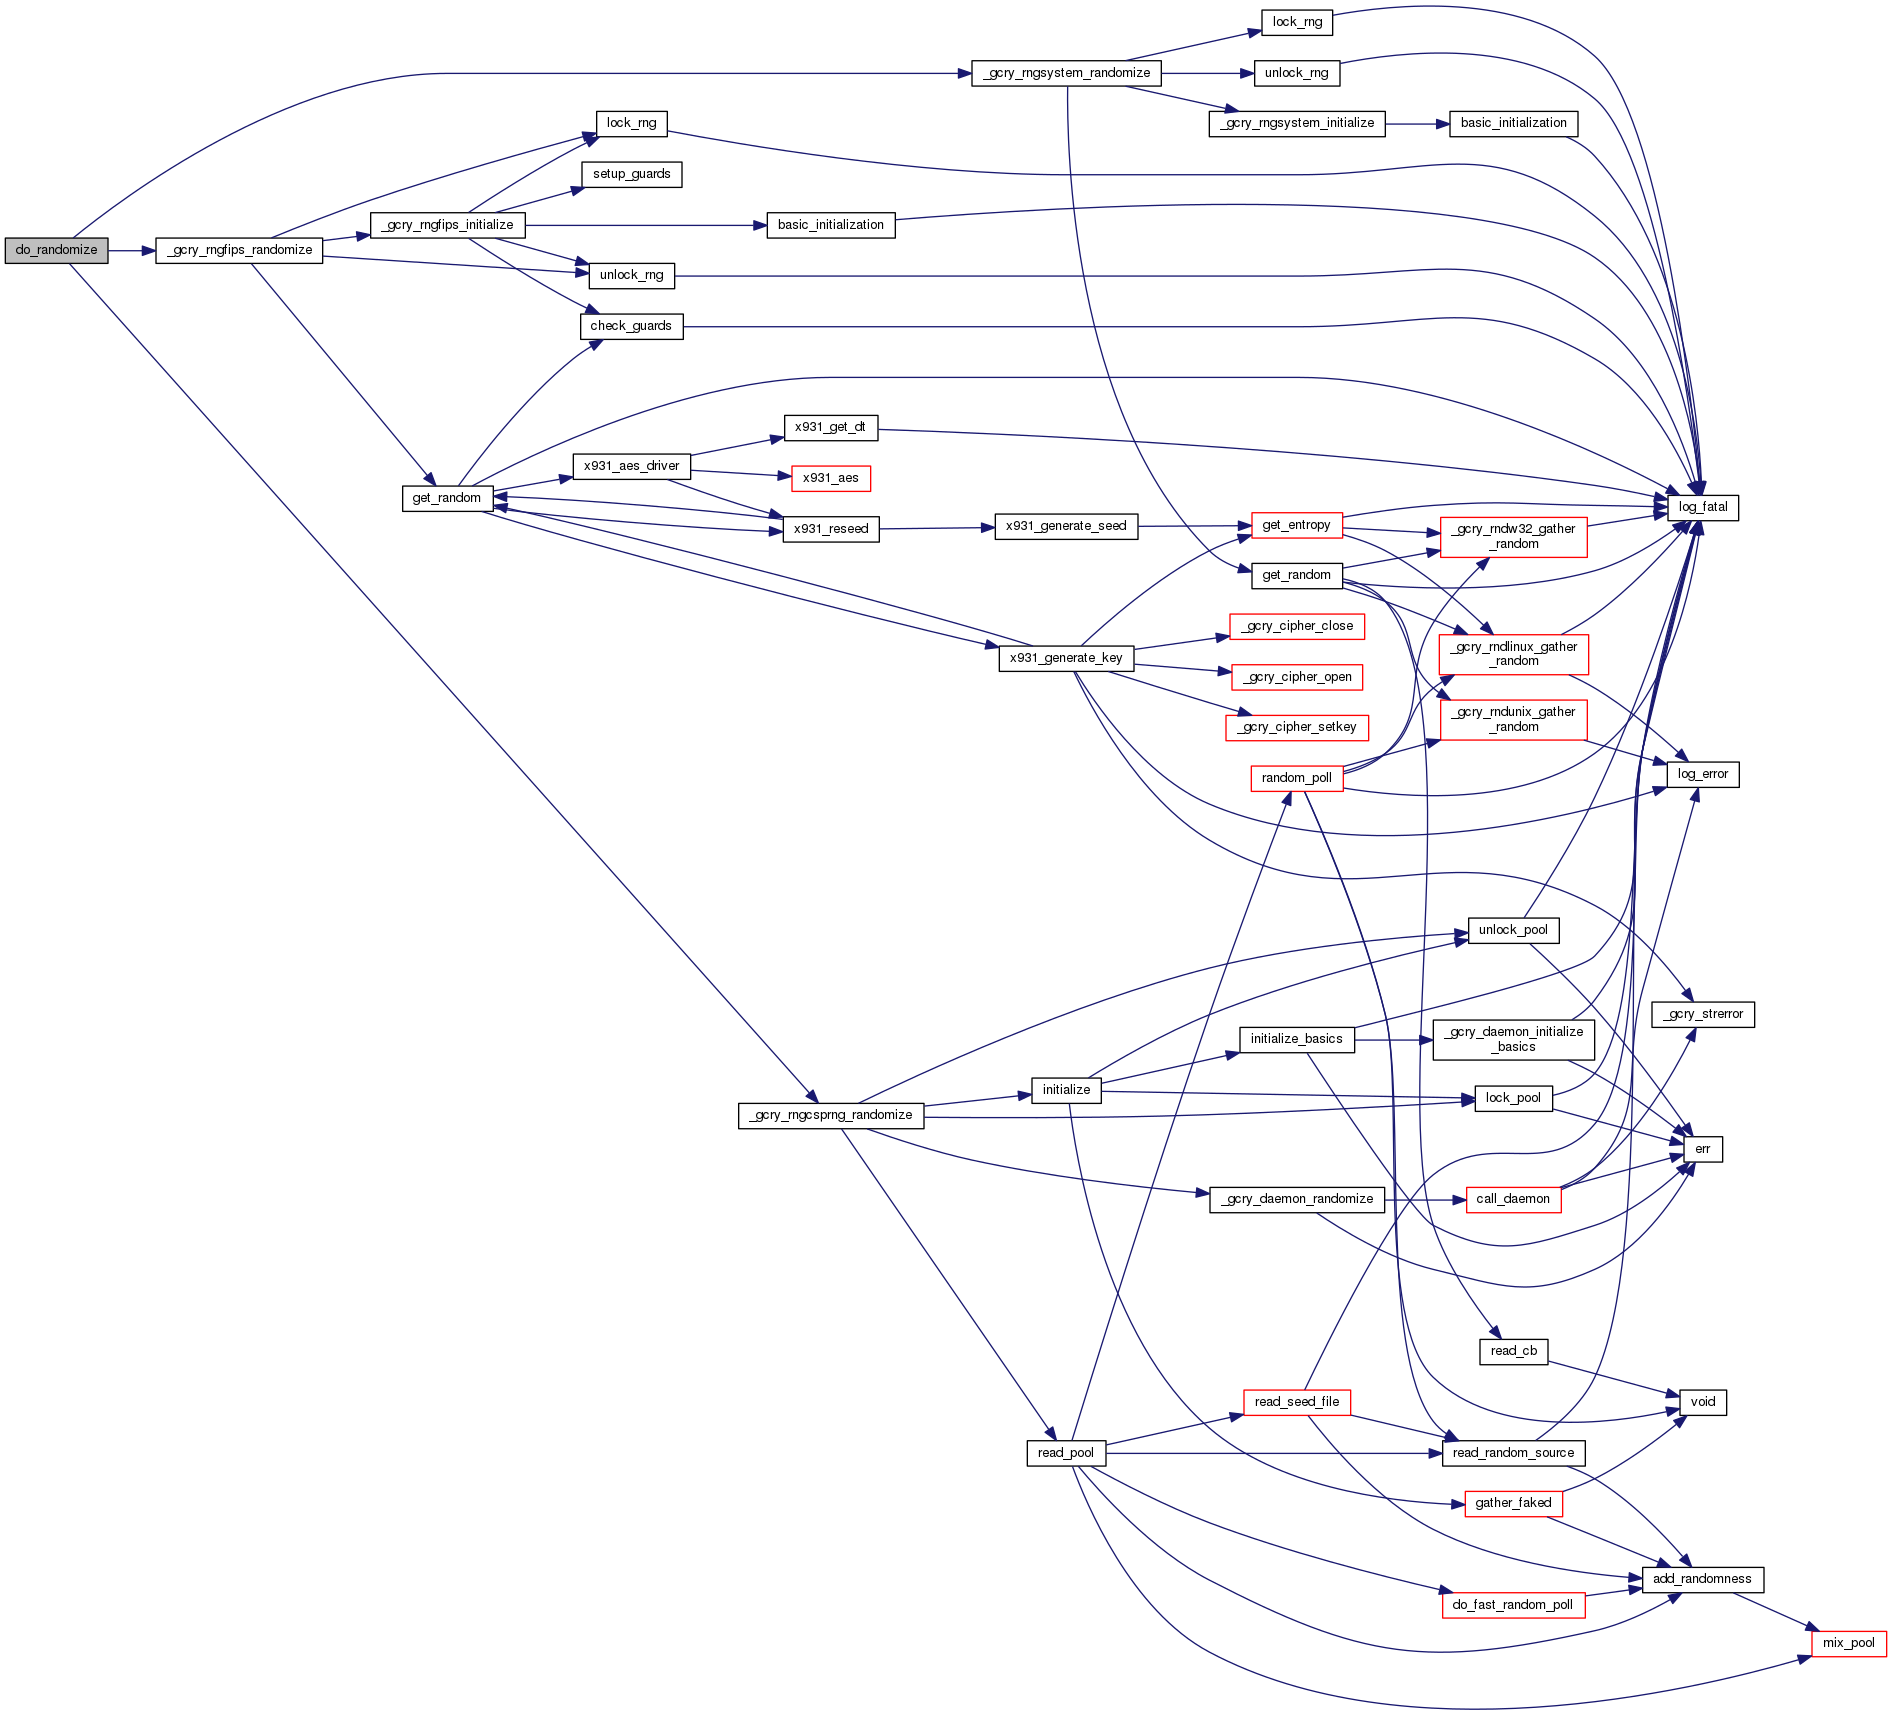 lock_rng
_gcry_rngsystem_randomize
unlock_rng
lock_rng
_gcry_rngsystem_initialize
basic_initialization
setup_guards
_gcry_rngfips_initialize
basic_initialization
do_randomize
_gcry_rngfips_randomize
unlock_rng
check_guards
x931_get_dt
x931_aes_driver
x931_aes
get_random
x931_reseed
x931_generate_seed
get_entropy
_gcry_rndw32_gather
_random
log_fatal
get_random
_gcry_cipher_close
_gcry_rndlinux_gather
_random
x931_generate_key
_gcry_cipher_open
_gcry_cipher_setkey
_gcry_rndunix_gather
_random
random_poll
log_error
unlock_pool
_gcry_strerror
initialize_basics
_gcry_daemon_initialize
_basics
initialize
lock_pool
_gcry_rngcsprng_randomize
err
_gcry_daemon_randomize
call_daemon
read_cb
read_seed_file
void
read_pool
read_random_source
gather_faked
add_randomness
do_fast_random_poll
mix_pool